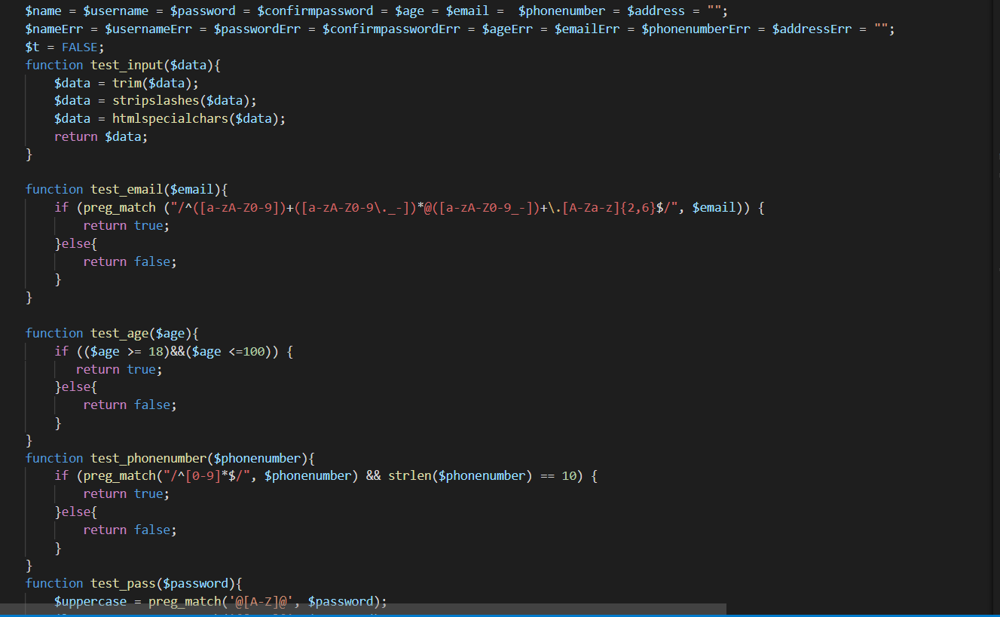 $name = $username = $password = $confirmpassword = $age = $email =  $phonenumber = $address = "";
$nameErr = $usernameErr = $passwordErr = $confirmpasswordErr = $ageErr = $emailErr = $phonenumberErr = $addressErr = "";
$t = FALSE;
function test_input($data){
    $data = trim($data);
    $data = stripslashes($data);
    $data = htmlspecialchars($data);
    return $data;
}
function test_email($email){
    if (preg_match ("/^([a-zA-Z0-9])+([a-zA-Z0-9\._-])*@([a-zA-Z0-9_-])+\.[A-Za-z]{2,6}$/", $email)) {
        return true;
    }else{
        return false;
    }
}
function test_age($age){
    if (($age >= 18)&&($age <=100)) {
       return true;
    }else{
        return false;
    }
}
function test_phonenumber($phonenumber){
    if (preg_match("/^[0-9]*$/", $phonenumber) && strlen($phonenumber) == 10) {
        return true;
    }else{
        return false;
    }
}
function test_pass($password){
    $uppercase = preg_match('@[A-Z]@', $password);